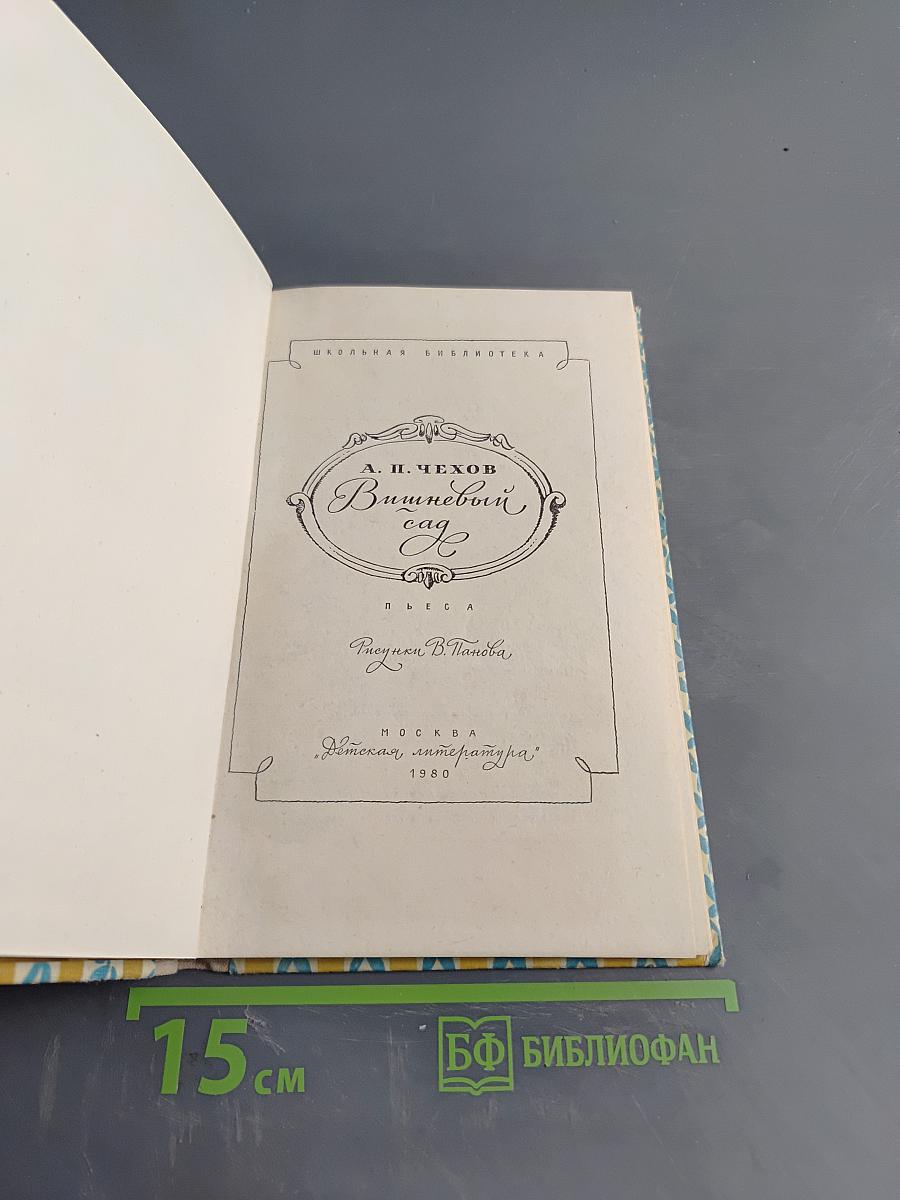 ШКОЛЬНАЯ БИБЛИОТЕКА
А. П. ЧЕХОВ
Вишневый
сад
ПЬЕСА
Рисунки В. Панова
МОСКВА
„Детская литература"
1980
15 см
БФ БИБЛИОФАН